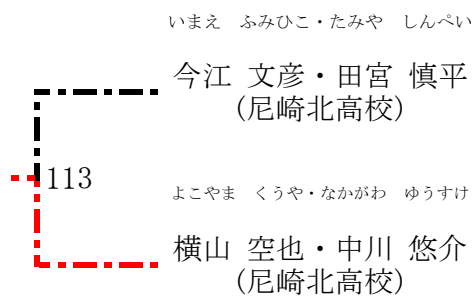 いまえ ふみひこ・たみや しんぺい
今江 文彦・田宮 慎平
(尼崎北高校)
113
よこやま くうや・なかがわ ゆうすけ
横山 空也・中川 悠介
(尼崎北高校)